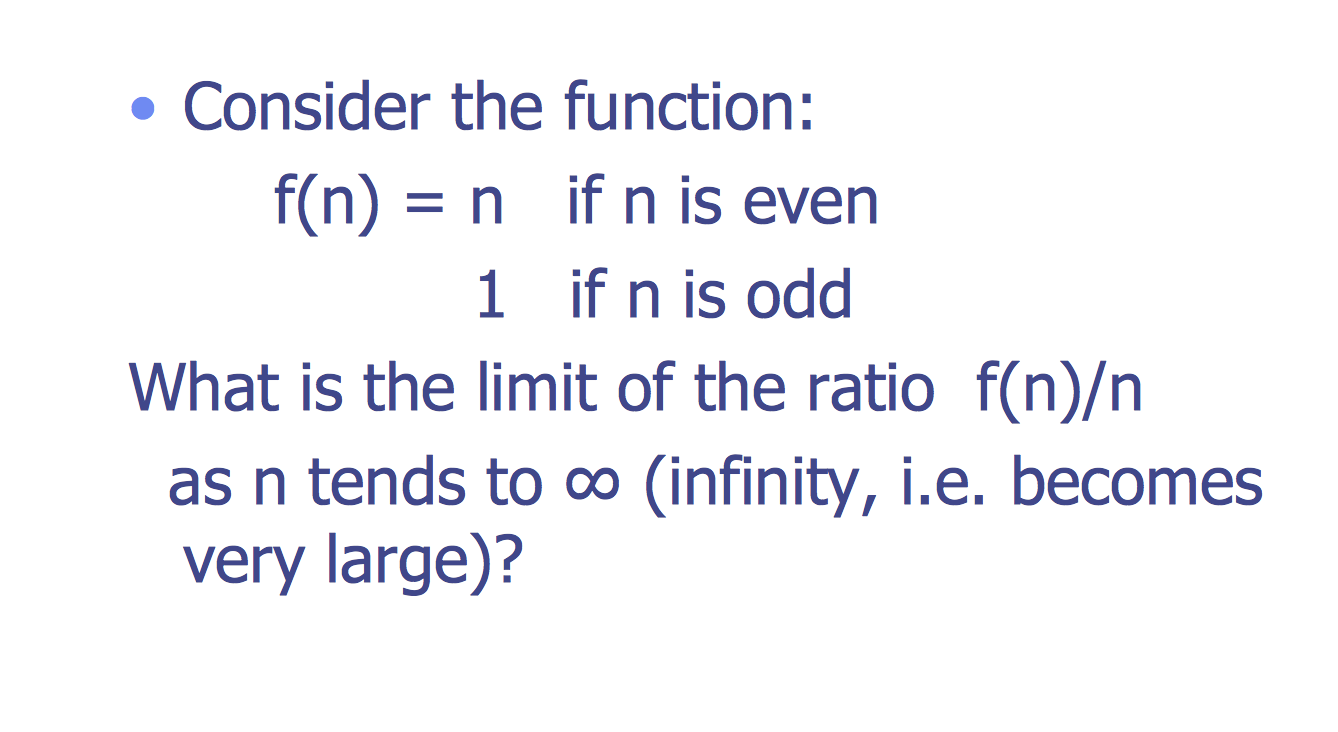 • Consider the function:
f(n) = n if n is even
1 if n is odd
What is the limit of the ratio f(n)/n
as n tends to ∞ (infinity, i.e. becomes
very large)?